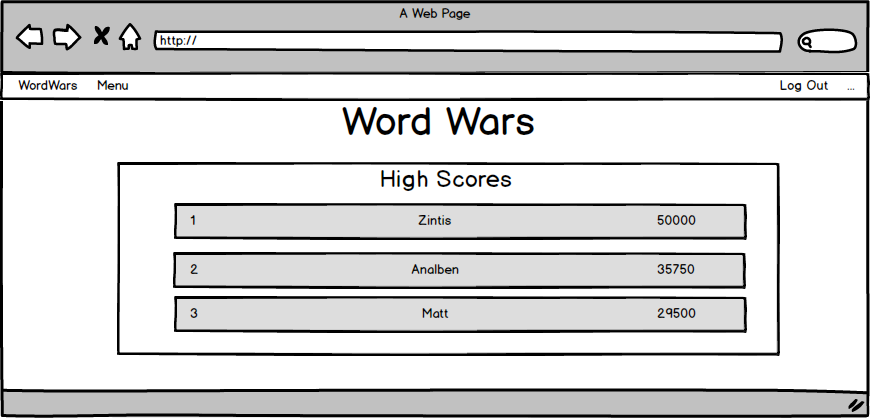 A Web Page
http://
WordWars Menu Log Out ...
Word Wars
High Scores
1 Zintis 50000
2 Analben 35750
3 Matt 29500